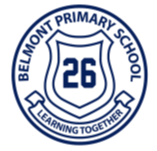 BELMONT PRIMARY SCHOOL
26
LEARNING TOGETHER